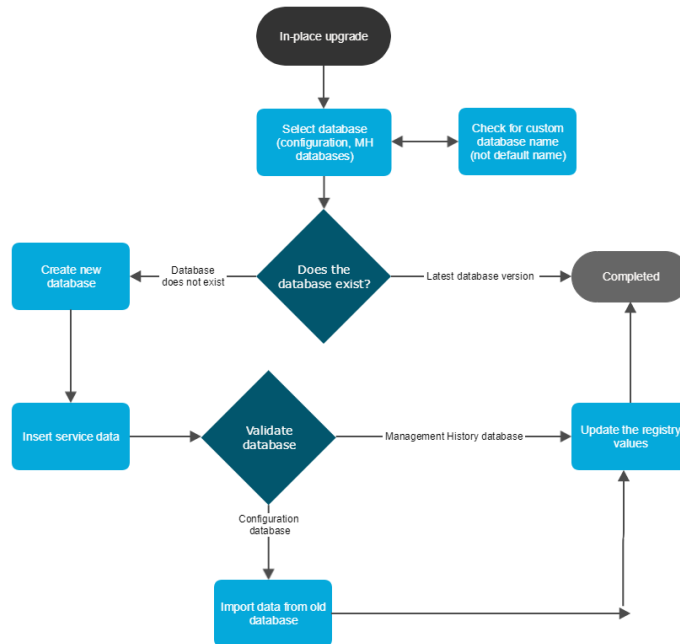 In-place upgrade
Select database
(configuration, MH
databases)
Check for custom
database name
(not default name)
Create new
database
Database
does not exist
Does the
database exist?
Latest database version
Completed
Insert service data
Validate
database
Management History database
Update the registry
values
Configuration
database
Import data from old
database